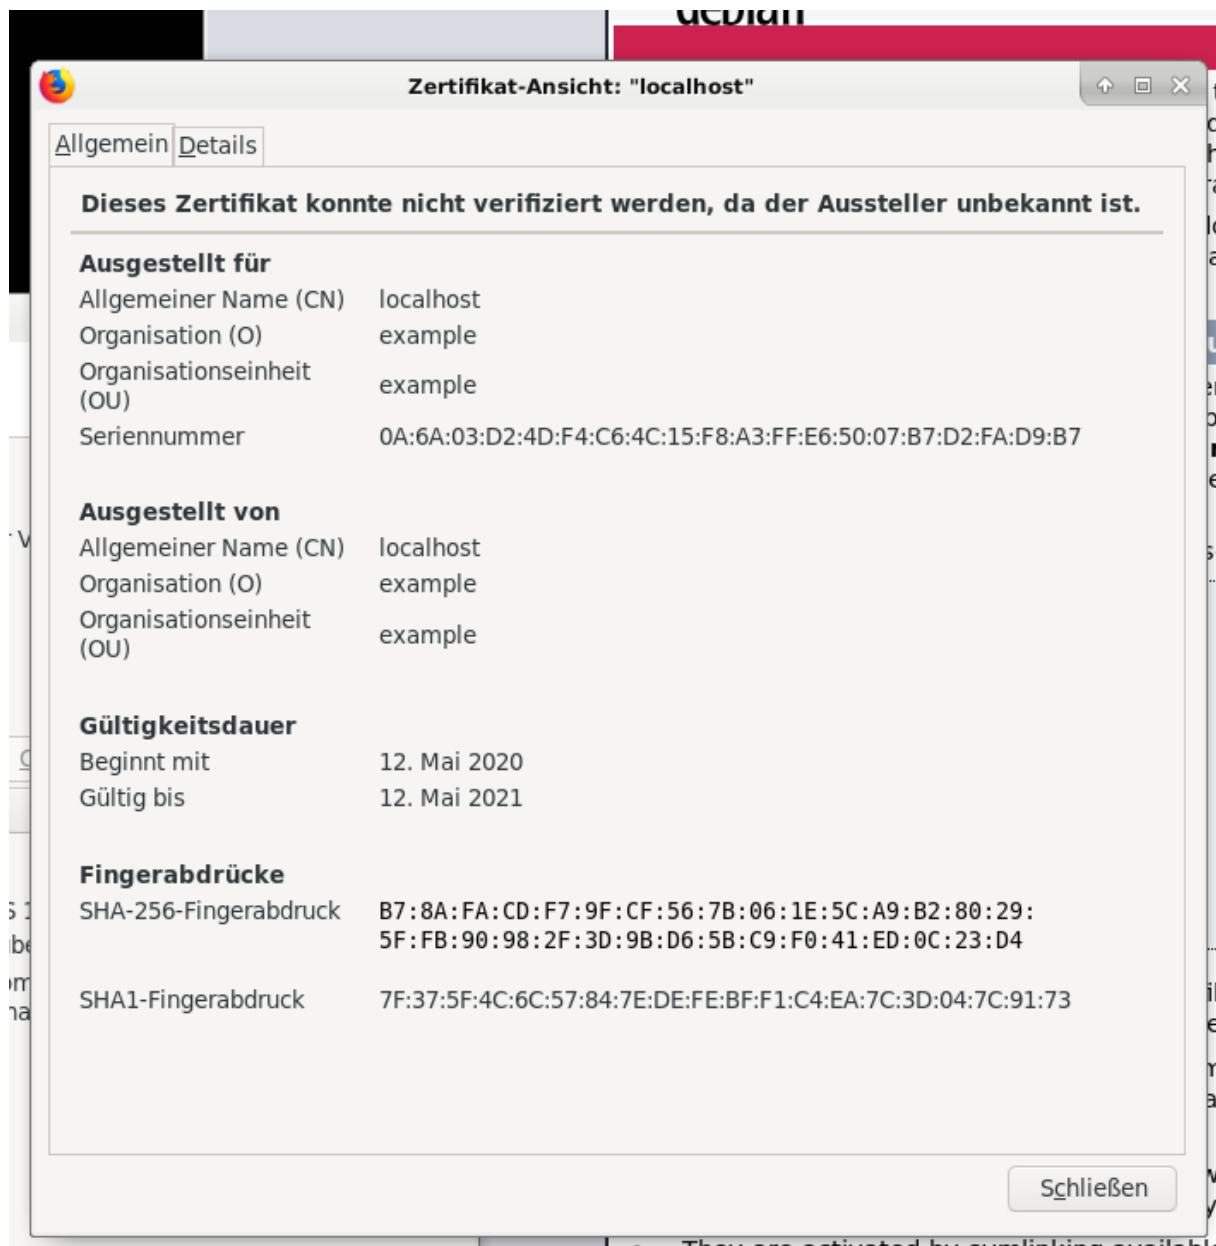 debian
Zertifikat-Ansicht: "localhost"
Allgemein Details
Dieses Zertifikat konnte nicht verifiziert werden, da der Aussteller unbekannt ist.
Ausgestellt für
Allgemeiner Name (CN) localhost
Organisation (O) example
Organisationseinheit
(OU) example
Seriennummer 0A:6A:03:D2:4D:F4:C6:4C:15:F8:A3:FF:E6:50:07:B7:D2:FA:D9:B7
Ausgestellt von
Allgemeiner Name (CN) localhost
Organisation (O) example
Organisationseinheit
(OU) example
Gültigkeitsdauer
Beginnt mit 12. Mai 2020
Gültig bis 12. Mai 2021
Fingerabdrücke
SHA-256-Fingerabdruck B7:8A:FA:CD:F7:9F:CF:56:7B:06:1E:5C:A9:B2:80:29:
5F:FB:90:98:2F:3D:9B:D6:5B:C9:F0:41:ED:0C:23:D4
SHA1-Fingerabdruck 7F:37:5F:4C:6C:57:84:7E:DE:FE:BF:F1:C4:EA:7C:3D:04:7C:91:73
Schließen